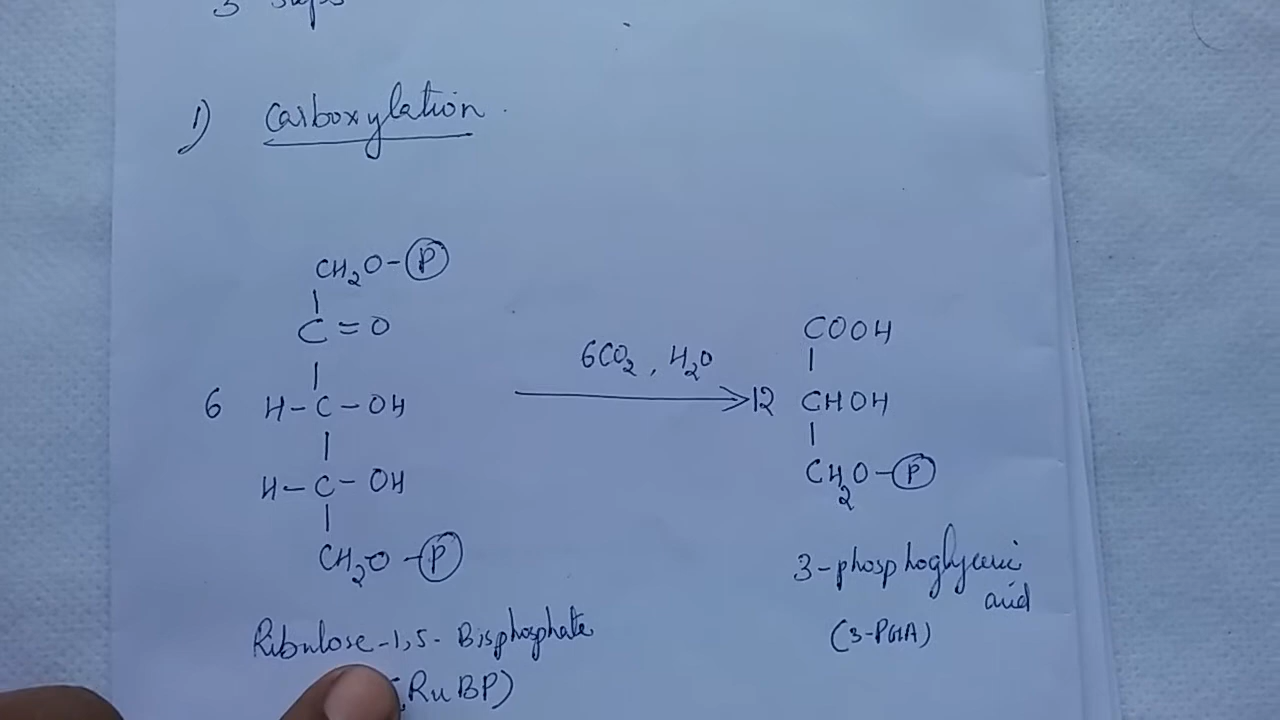 3
1) Carboxylation.
CH2O-P
C=O
6 H-C-OH
H-C-OH
CH2O-P
Ribulose-1,5-Bisphosphate
(RuBP)
6CO2, H2O
12
COOH
CHOH
CH2O-P
3-phosphoglyceric
acid
(3-PGA)